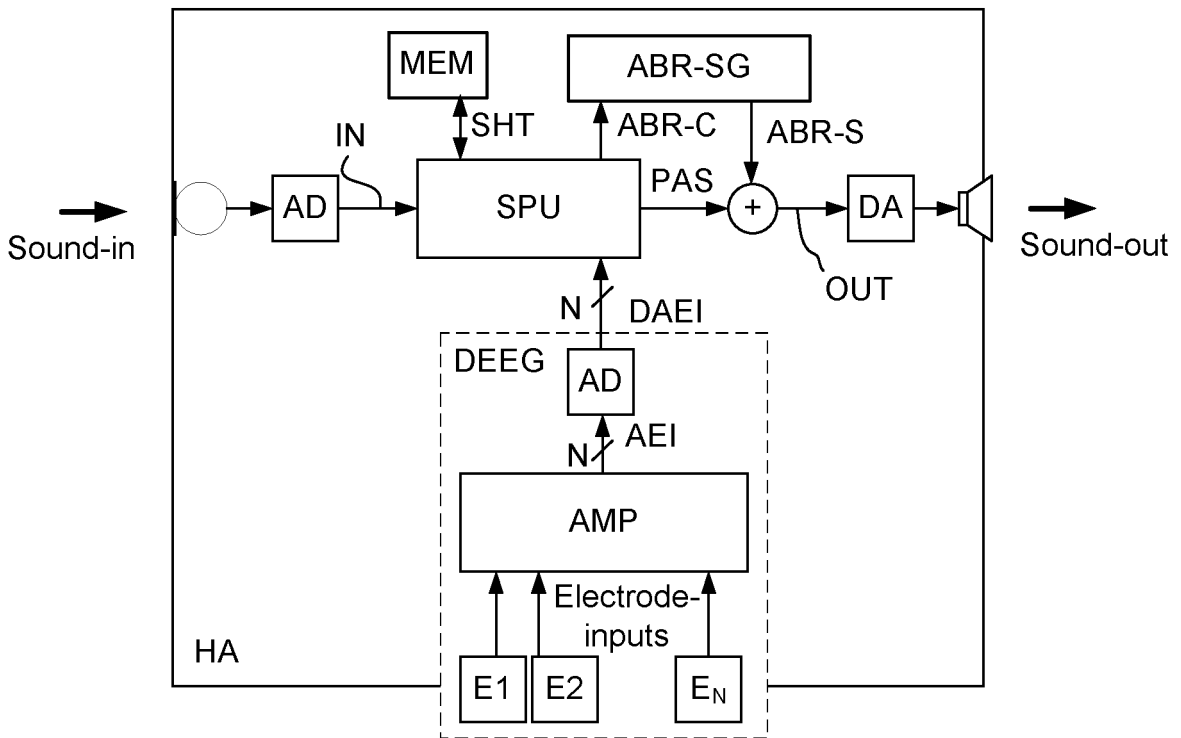 MEM
ABR-SG
SHT
ABR-C
ABR-S
IN
PAS
AD
SPU
+
DA
Sound-in
Sound-out
OUT
N
DAEI
DEEG
AD
AEI
N
AMP
Electrode-
inputs
HA
E1
E2
EN